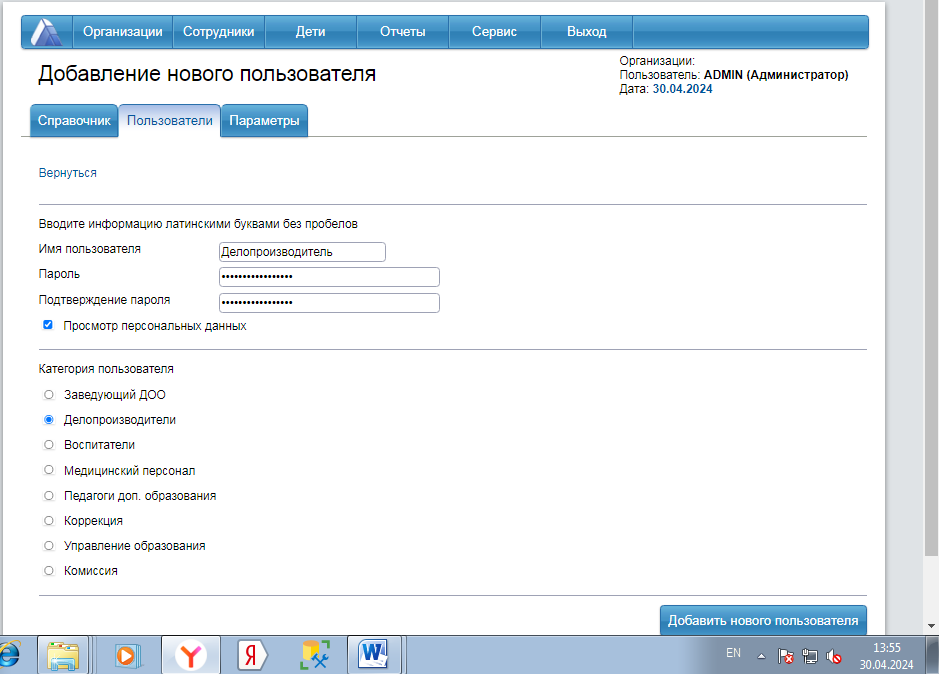 Организации Сотрудники Дети Отчеты Сервис Выход
Добавление нового пользователя
Организации:
Пользователь: ADMIN (Администратор)
Дата: 30.04.2024
Справочник Пользователи Параметры
Вернуться
Вводите информацию латинскими буквами без пробелов
Имя пользователя Делопроизводитель
Пароль •••••••••••••••••
Подтверждение пароля •••••••••••••••••
Просмотр персональных данных
Категория пользователя
Заведующий ДОО
Делопроизводители
Воспитатели
Медицинский персонал
Педагоги доп. образования
Коррекция
Управление образования
Комиссия
Добавить нового пользователя
Y Я W EN 13:55
30.04.2024